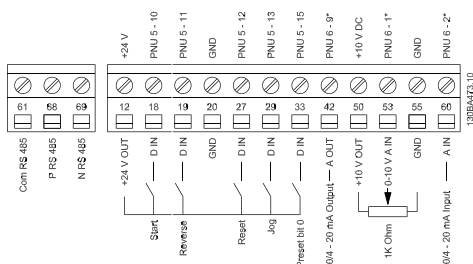 +24 V
PNU 5 - 10
PNU 5 - 11
GND
PNU 5 - 12
PNU 5 - 13
PNU 5 - 15
PNU 6 - 9*
+10 V DC
PNU 6 - 1*
GND
PNU 6 - 2*
61 68 69 12 18 19 20 27 29 33 42 50 53 55 60
Com RS 485
P RS 485
N RS 485
+24 V OUT
D IN
D IN
GND
D IN
D IN
D IN
0/4 - 20 mA Output
A OUT
+10 V OUT
0-10 V A IN
GND
0/4 - 20 mA Input
A IN
Start
Reverse
Reset
Jog
Preset bit 0
1K Ohm
130BA473.10